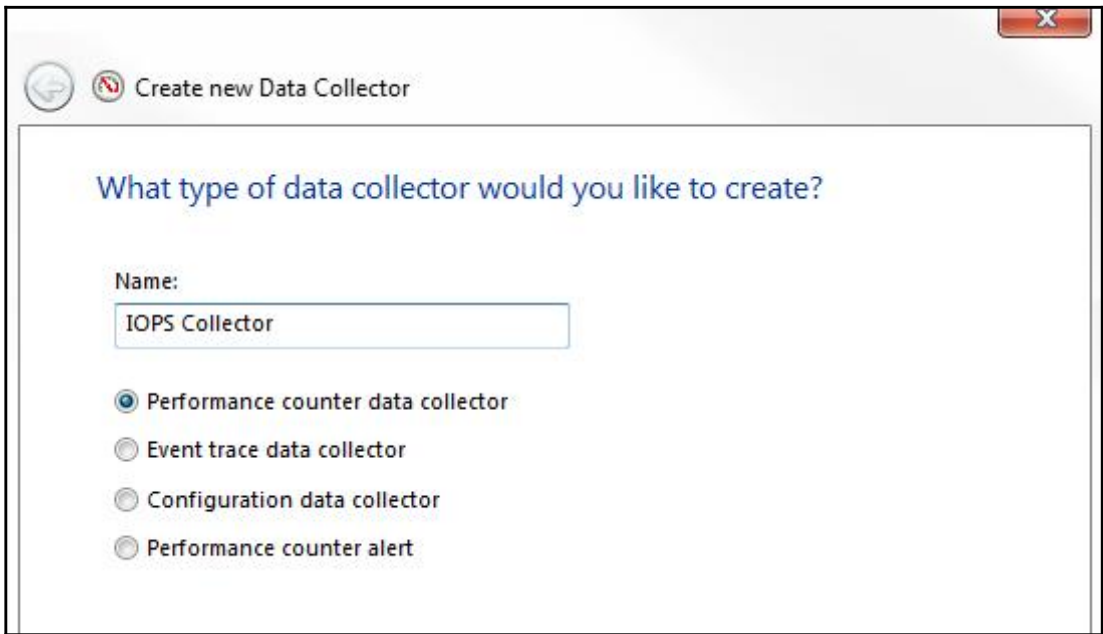 Create new Data Collector
What type of data collector would you like to create?
Name:
IOPS Collector
Performance counter data collector
Event trace data collector
Configuration data collector
Performance counter alert